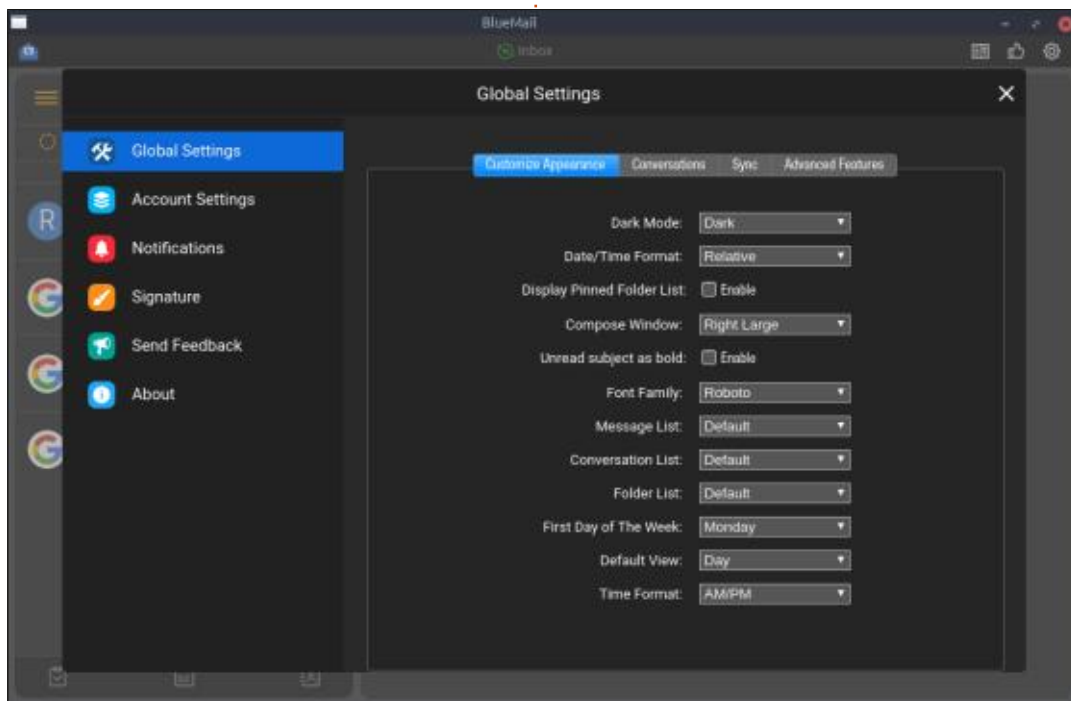 BlueMail
Inbox
Global Settings
Global Settings
Account Settings
Notifications
Signature
Send Feedback
About
Customize Appearance Conversations Sync Advanced Features
Dark Mode: Dark
Date/Time Format: Relative
Display Pinned Folder List: Enable
Compose Window: Right Large
Unread subject as bold: Enable
Font Family: Roboto
Message List: Default
Conversation List: Default
Folder List: Default
First Day of The Week: Monday
Default View: Day
Time Format: AM/PM
R
G
G
G